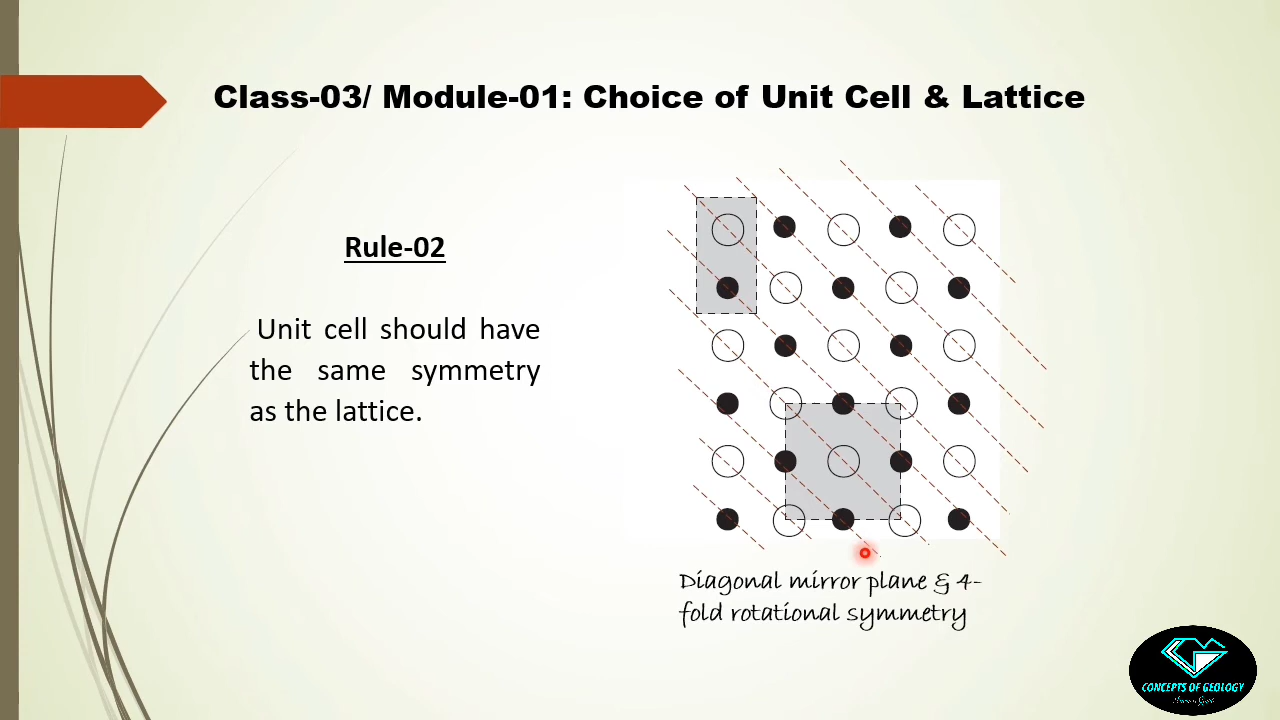 Class-03/ Module-01: Choice of Unit Cell & Lattice
Rule-02
Unit cell should have
the same symmetry
as the lattice.
Diagonal mirror plane & 4-
fold rotational symmetry
CONCEPTS OF GEOLOGY